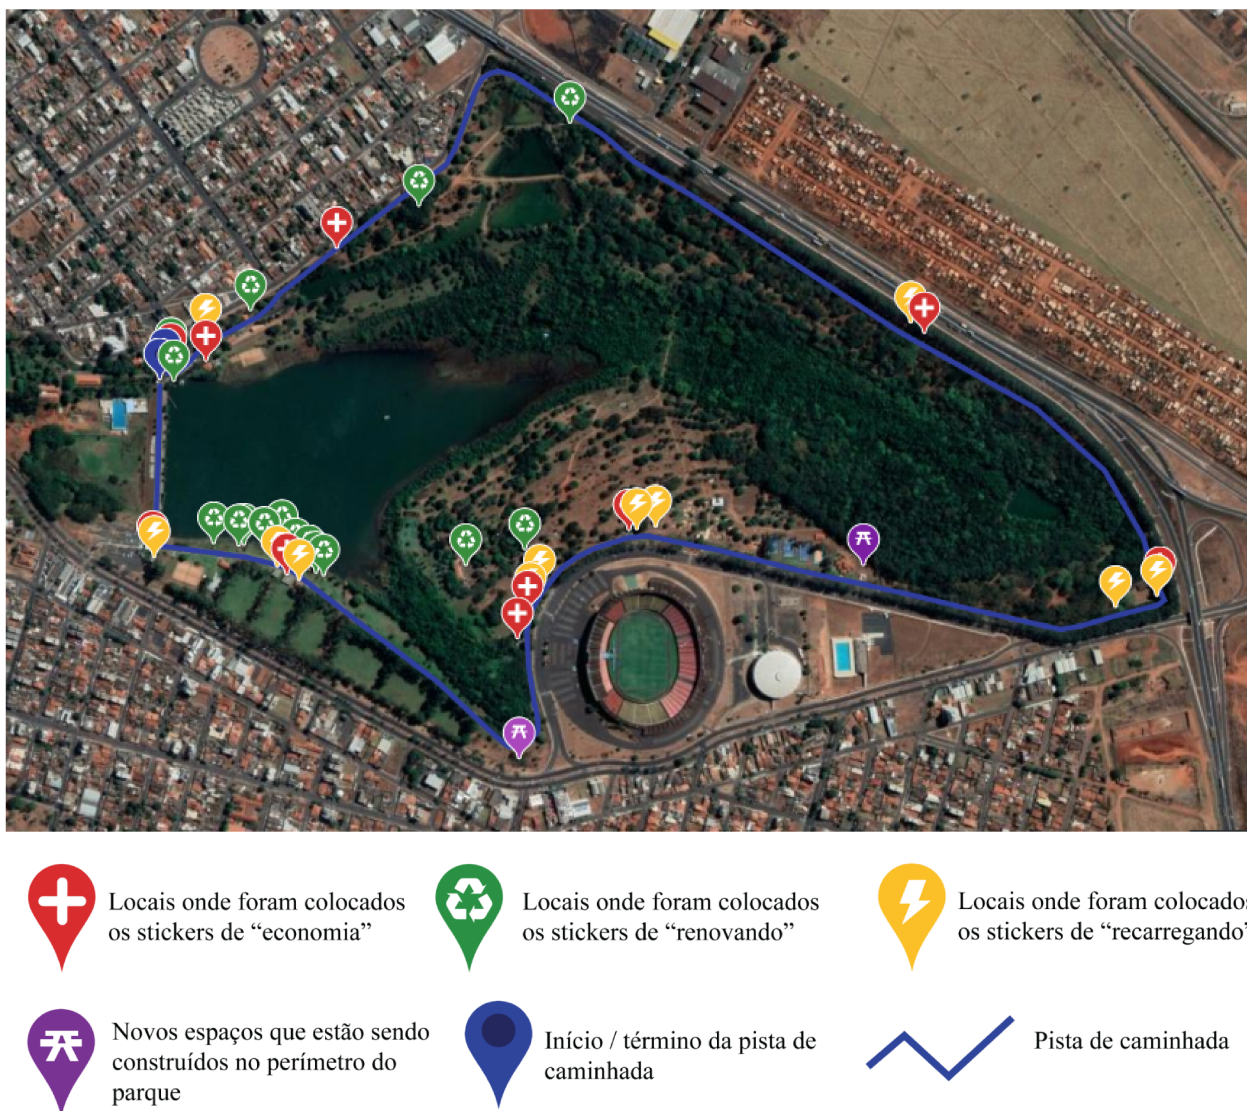 Locais onde foram colocados
os stickers de “economia”
Locais onde foram colocados
os stickers de “renovando”
Locais onde foram colocados
os stickers de “recarregando”
Novos espaços que estão sendo
construídos no perímetro do
parque
Início / término da pista de
caminhada
Pista de caminhada